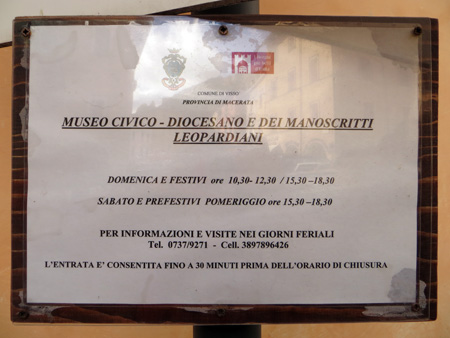 COMUNE DI VISSO
PROVINCIA DI MACERATA
MUSEO CIVICO - DIOCESANO E DEI MANOSCRITTI
LEOPARDIANI
DOMENICA E FESTIVI ore 10,30- 12,30 / 15,30 –18,30
SABATO E PREFESTIVI POMERIGGIO ore 15,30 –18,30
PER INFORMAZIONI E VISITE NEI GIORNI FERIALI
Tel. 0737/9271 - Cell. 3897896426
L'ENTRATA E' CONSENTITA FINO A 30 MINUTI PRIMA DELL'ORARIO DI CHIUSURA